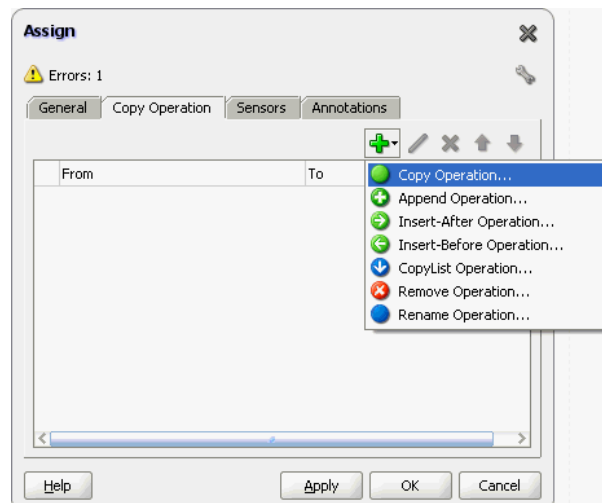 Assign
Errors: 1
General Copy Operation Sensors Annotations
From To
Copy Operation...
Append Operation...
Insert-After Operation...
Insert-Before Operation...
CopyList Operation...
Remove Operation...
Rename Operation...
Help Apply OK Cancel